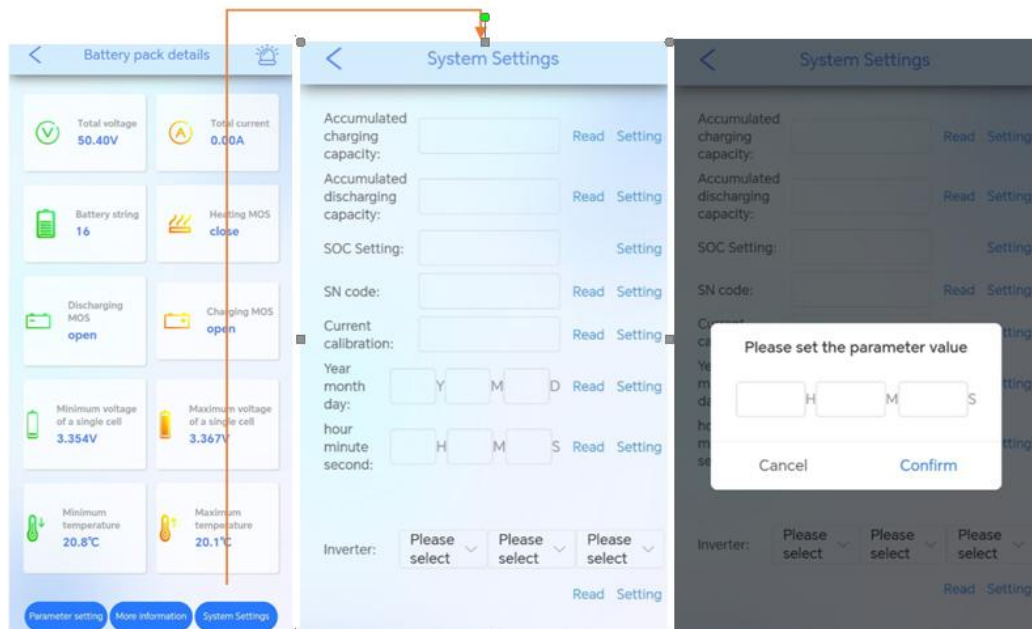 Battery pack details
Total voltage
50.40V
Total current
0.00A
Battery string
16
Heating MOS
close
Discharging
MOS
open
Charging MOS
open
Minimum voltage
of a single cell
3.354V
Maximum voltage
of a single cell
3.367V
Minimum
temperature
20.8℃
Maximum
temperature
20.1℃
Parameter setting More information System Settings
System Settings
Accumulated
charging
capacity:
Read Setting
Accumulated
discharging
capacity:
Read Setting
SOC Setting:
Setting
SN code:
Read Setting
Current
calibration:
Read Setting
Year
month
day:
Y M D Read Setting
hour
minute
second:
H M S Read Setting
Inverter:
Please
select
Please
select
Please
select
Read Setting
System Settings
Accumulated
charging
capacity:
Read Setting
Accumulated
discharging
capacity:
Read Setting
SOC Setting:
Setting
SN code:
Read Setting
Please set the parameter value
H M S
Cancel Confirm
Inverter:
Please
select
Please
select
Please
select
Read Setting